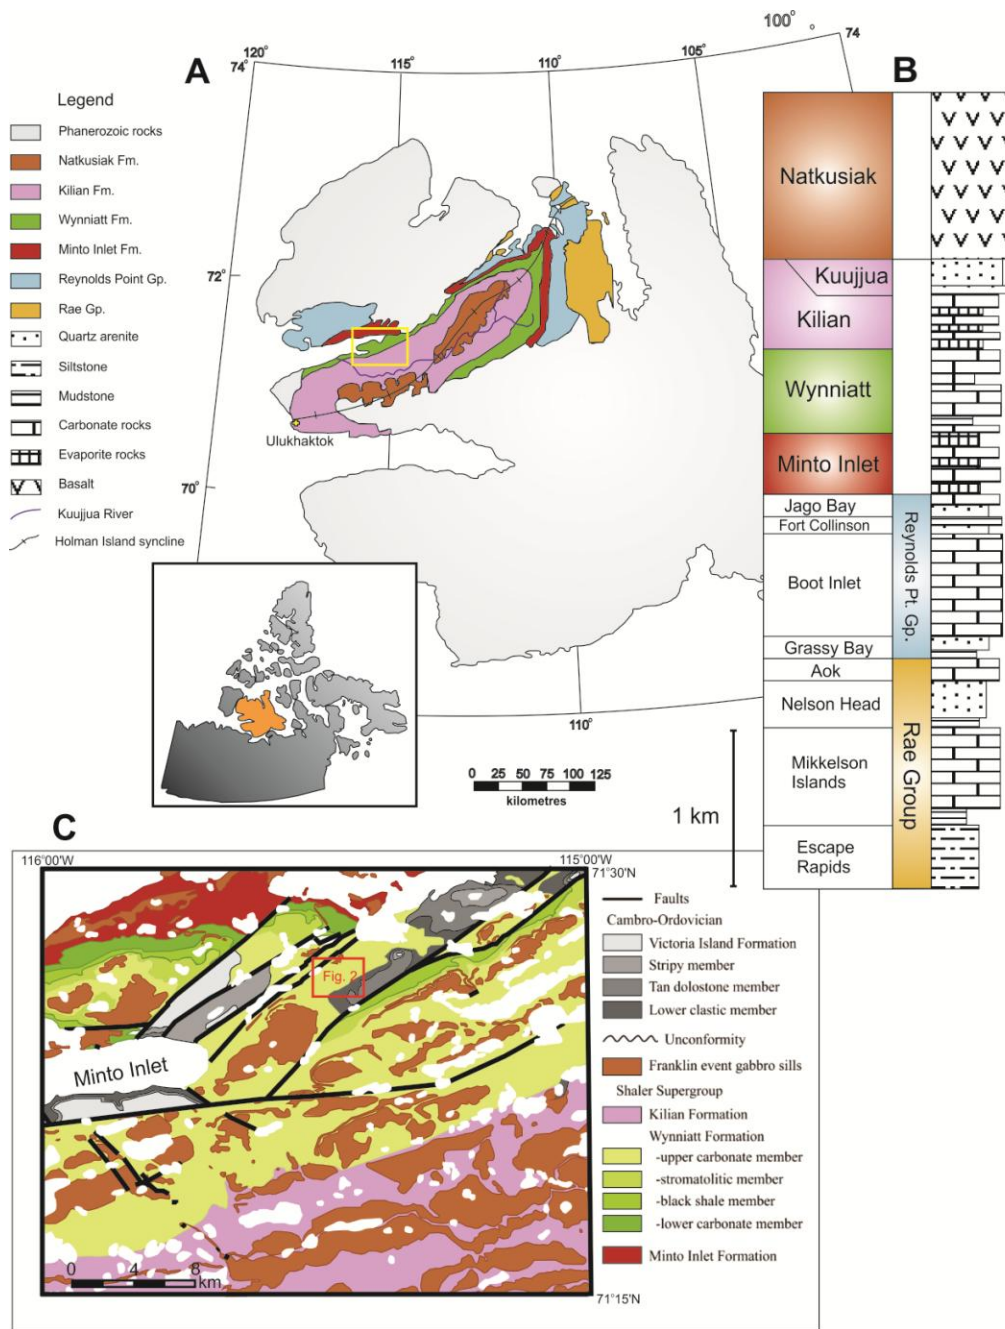 A
120°
74°
115°
110°
105°
100°
74
B
Legend
Phanerozoic rocks
Natkusiak Fm.
Kilian Fm.
Wynniatt Fm.
Minto Inlet Fm.
Reynolds Point Gp.
Rae Gp.
Quartz arenite
Siltstone
Mudstone
Carbonate rocks
Evaporite rocks
Basalt
Kuujjua River
Holman Island syncline
72°
70°
Ulukhaktok
110°
0 25 50 75 100 125
kilometres
Natkusiak
Kuujjua
Kilian
Wynniatt
Minto Inlet
Jago Bay
Fort Collinson
Boot Inlet
Grassy Bay
Reynolds Pt. Gp.
Aok
Nelson Head
Mikkelson
Islands
Escape
Rapids
Rae Group
1 km
C
116°00'W
115°00'W
71°30'N
Fig. 2
Minto Inlet
0 4 8
km
71°15'N
Faults
Cambro-Ordovician
Victoria Island Formation
Stripy member
Tan dolostone member
Lower clastic member
Unconformity
Franklin event gabbro sills
Shaler Supergroup
Kilian Formation
Wynniatt Formation
-upper carbonate member
-stromatolitic member
-black shale member
-lower carbonate member
Minto Inlet Formation